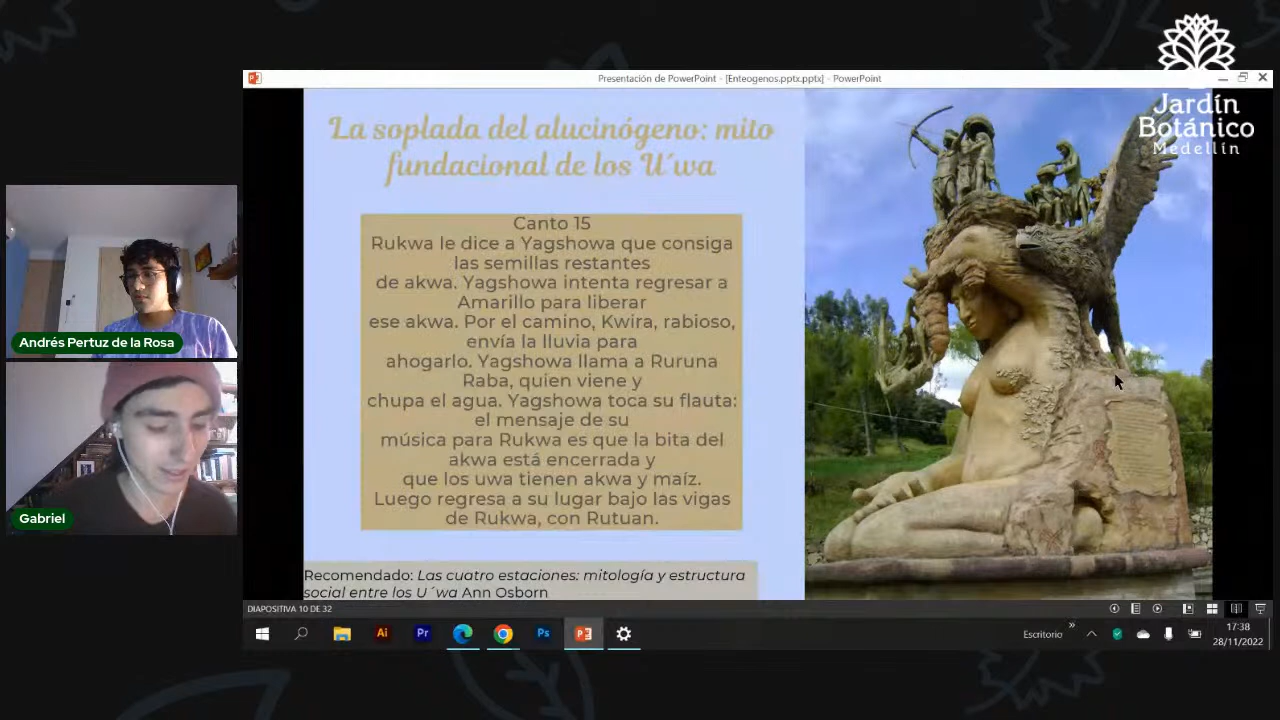 Jardín
Botánico
Medellín
Presentación de PowerPoint - [Enteogenos.pptx.pptx] - PowerPoint
La soplada del alucinógeno: mito
fundacional de los U´wa
Canto 15
Rukwa le dice a Yagshowa que consiga
las semillas restantes
de akwa. Yagshowa intenta regresar a
Amarillo para liberar
ese akwa. Por el camino, Kwira, rabioso,
envía la lluvia para
ahogarlo. Yagshowa llama a Ruruna
Raba, quien viene y
chupa el agua. Yagshowa toca su flauta:
el mensaje de su
música para Rukwa es que la bita del
akwa está encerrada y
que los uwa tienen akwa y maíz.
Luego regresa a su lugar bajo las vigas
de Rukwa, con Rutuan.
Recomendado: Las cuatro estaciones: mitología y estructura
social entre los U´wa Ann Osborn
Andrés Pertuz de la Rosa
Gabriel
DIAPOSITIVA 10 DE 32
Ai
Pr
Ps
Escritorio
17:38
28/11/2022